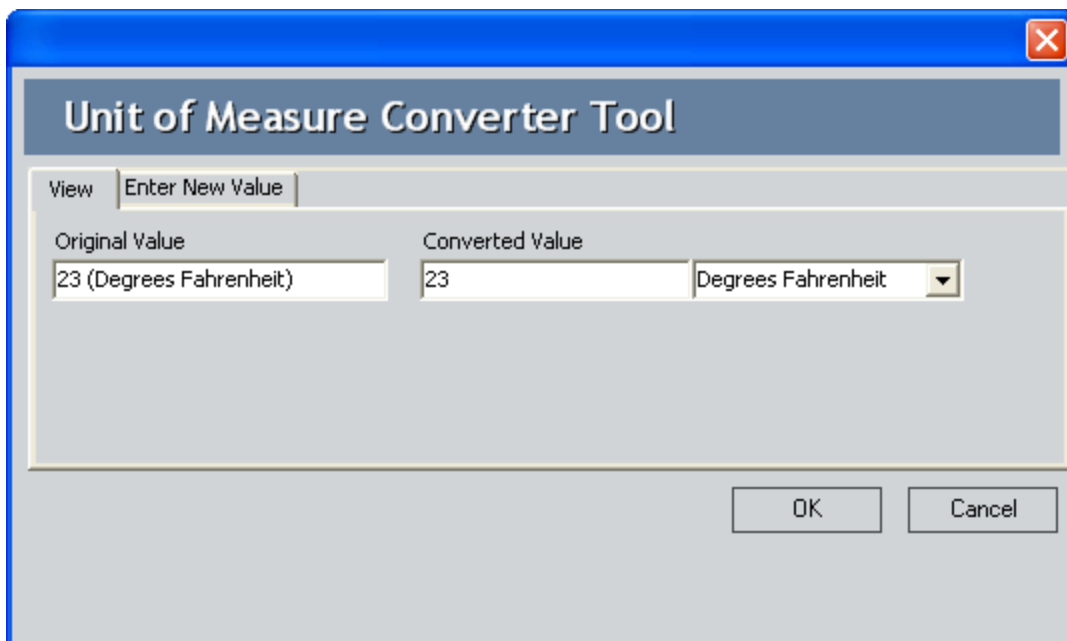 Unit of Measure Converter Tool
View Enter New Value
Original Value Converted Value
23 (Degrees Fahrenheit) 23 Degrees Fahrenheit
OK Cancel